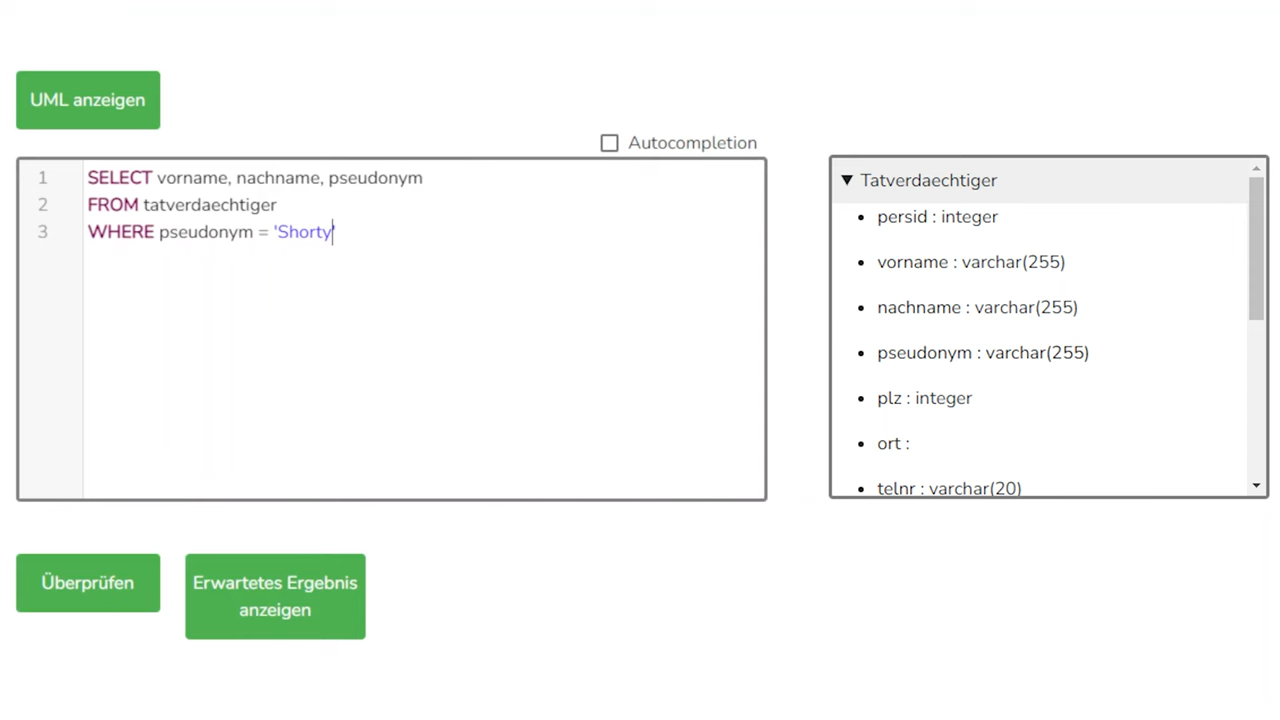 UML anzeigen
Autocompletion
1 SELECT vorname, nachname, pseudonym
2 FROM tatverdaechtiger
3 WHERE pseudonym = 'Shorty'
▼ Tatverdaechtiger
• persid : integer
• vorname : varchar(255)
• nachname : varchar(255)
• pseudonym : varchar(255)
• plz : integer
• ort :
• telnr : varchar(20)
Überprüfen
Erwartetes Ergebnis
anzeigen